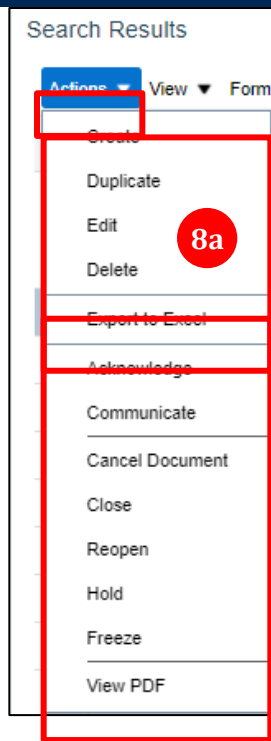 Search Results
Actions ▼ View ▼ Form
Create
Duplicate
Edit
8a
Delete
Export to Excel
Acknowledge
Communicate
Cancel Document
Close
Reopen
Hold
Freeze
View PDF